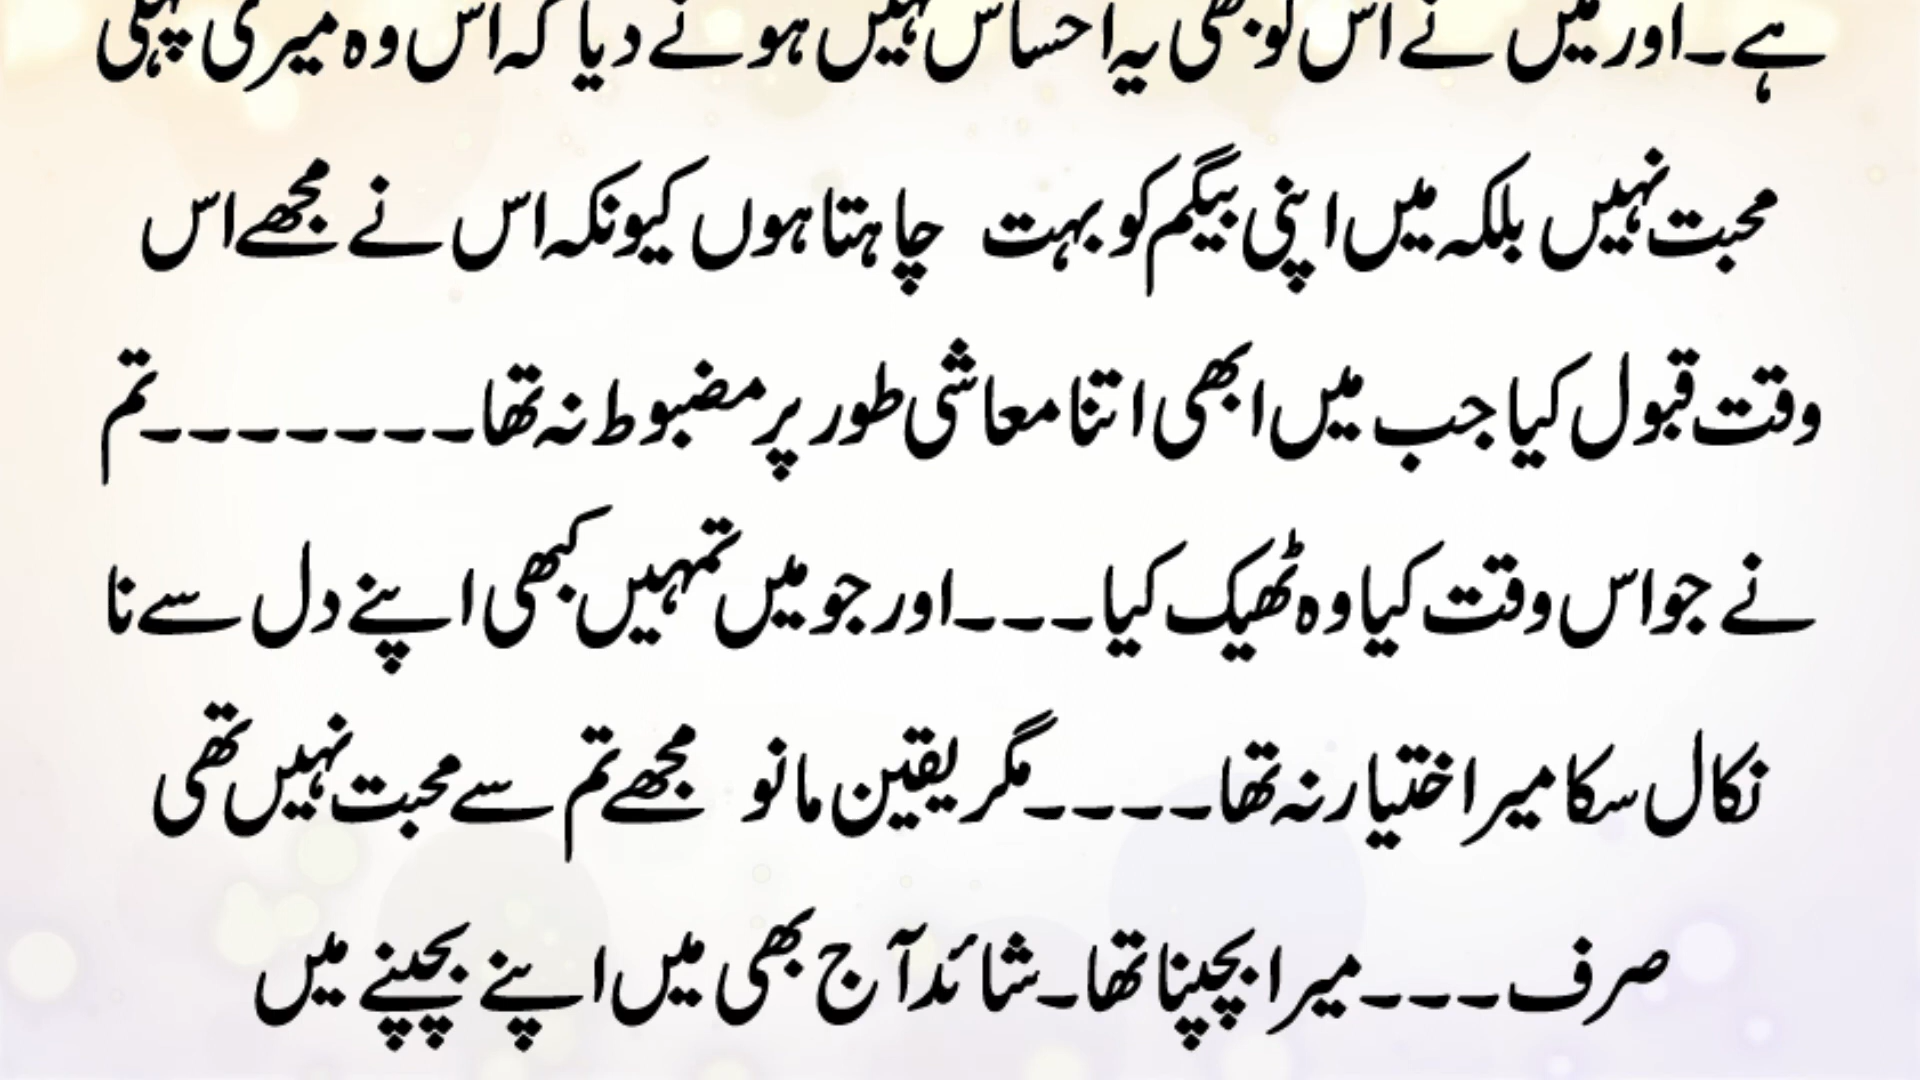 ہے۔اور میں نے اس کو بھی یہ احساس نہیں ہونے دیا کہ اس وہ میری پہلی
محبت نہیں بلکہ میں اپنی بیگم کو بہت چاہتا ہوں کیونکہ اس نے مجھے اس
وقت قبول کیا جب میں ابھی اتنا معاشی طور پر مضبوط نہ تھا۔۔۔۔۔۔۔۔تم
نے جو اس وقت کیا وہ ٹھیک کیا۔۔۔۔اور جو میں تمہیں کبھی اپنے دل سے نا
نکال سکا میرا ختیار نہ تھا۔۔۔۔۔مگر یقین مانو مجھے تم سے محبت نہیں تھی
صرف۔۔۔۔میرا بچپنا تھا۔شائد آج بھی میں اپنے بچپنے میں